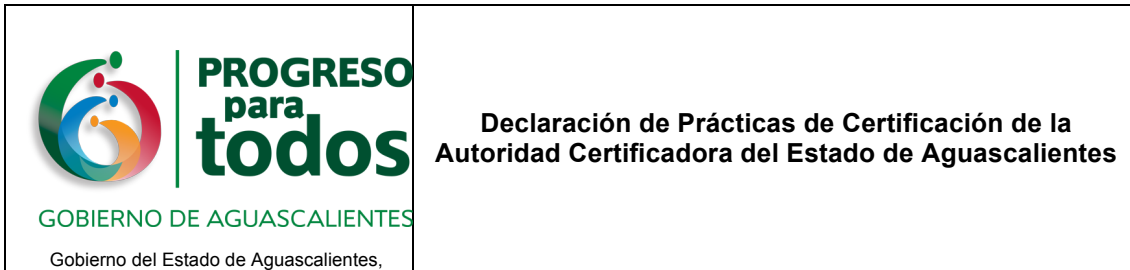 PROGRESO
para
todos
GOBIERNO DE AGUASCALIENTES
Gobierno del Estado de Aguascalientes,
Declaración de Prácticas de Certificación de la
Autoridad Certificadora del Estado de Aguascalientes